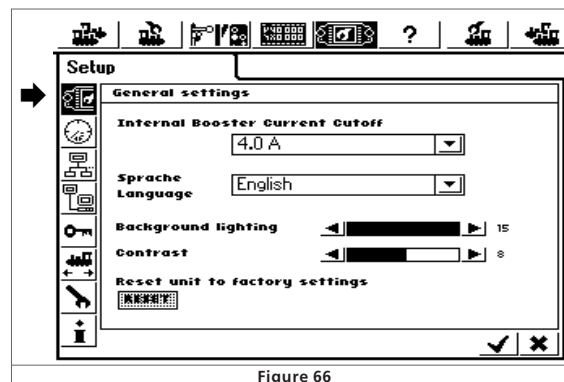 ?
Setup
General settings
Internal Booster Current Cutoff
4.0 A
Sprache
Language
English
Background lighting
15
Contrast
8
Reset unit to factory settings
RESET
Figure 66